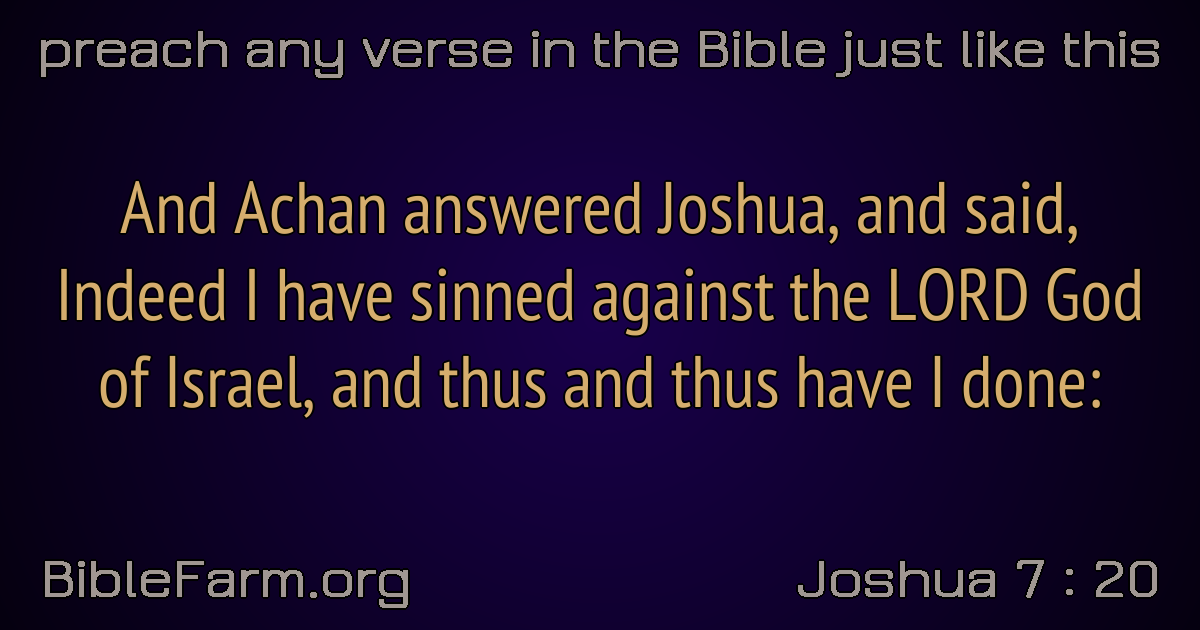 preach any verse in the Bible just like this
And Achan answered Joshua, and said,
Indeed I have sinned against the LORD God
of Israel, and thus and thus have I done:
BibleFarm.org
Joshua 7 : 20